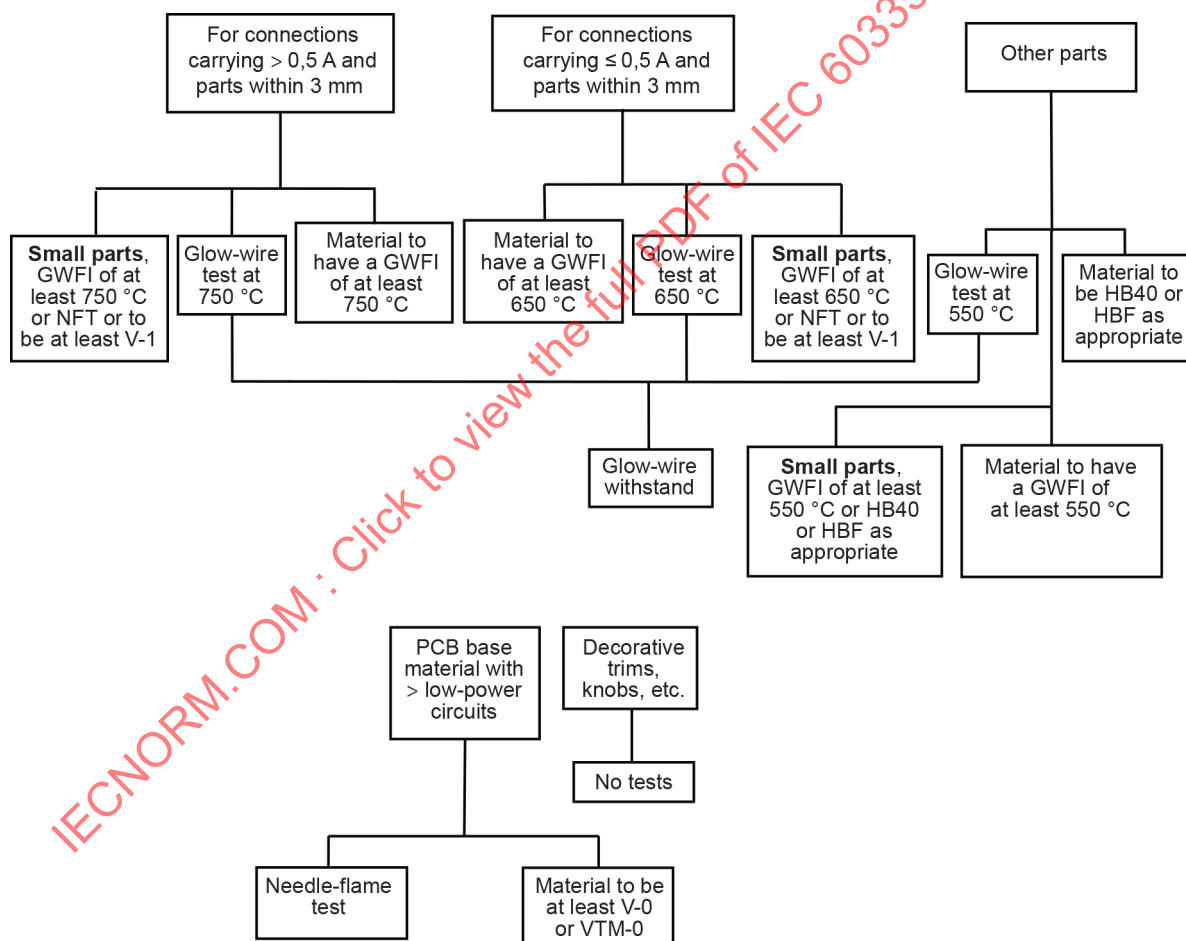 For connections
carrying > 0,5 A and
parts within 3 mm
For connections
carrying ≤ 0,5 A and
parts within 3 mm
Other parts
Small parts,
GWFI of at
least 750 °C
or NFT or to
be at least V-1
Glow-wire
test at
750 °C
Material to
have a GWFI
of at least
750 °C
Material to
have a GWFI
of at least
650 °C
Glow-wire
test at
650 °C
Small parts,
GWFI of at
least 650 °C
or NFT or to
be at least V-1
Glow-wire
test at
550 °C
Material to
be HB40 or
HBF as
appropriate
Glow-wire
withstand
Small parts,
GWFI of at least
550 °C or HB40
or HBF as
appropriate
Material to have
a GWFI of
at least 550 °C
PCB base
material with
> low-power
circuits
Decorative
trims,
knobs, etc.
No tests
Needle-flame
test
Material to be
at least V-0
or VTM-0
IECNORM.COM : Click to view the full PDF of IEC 60335